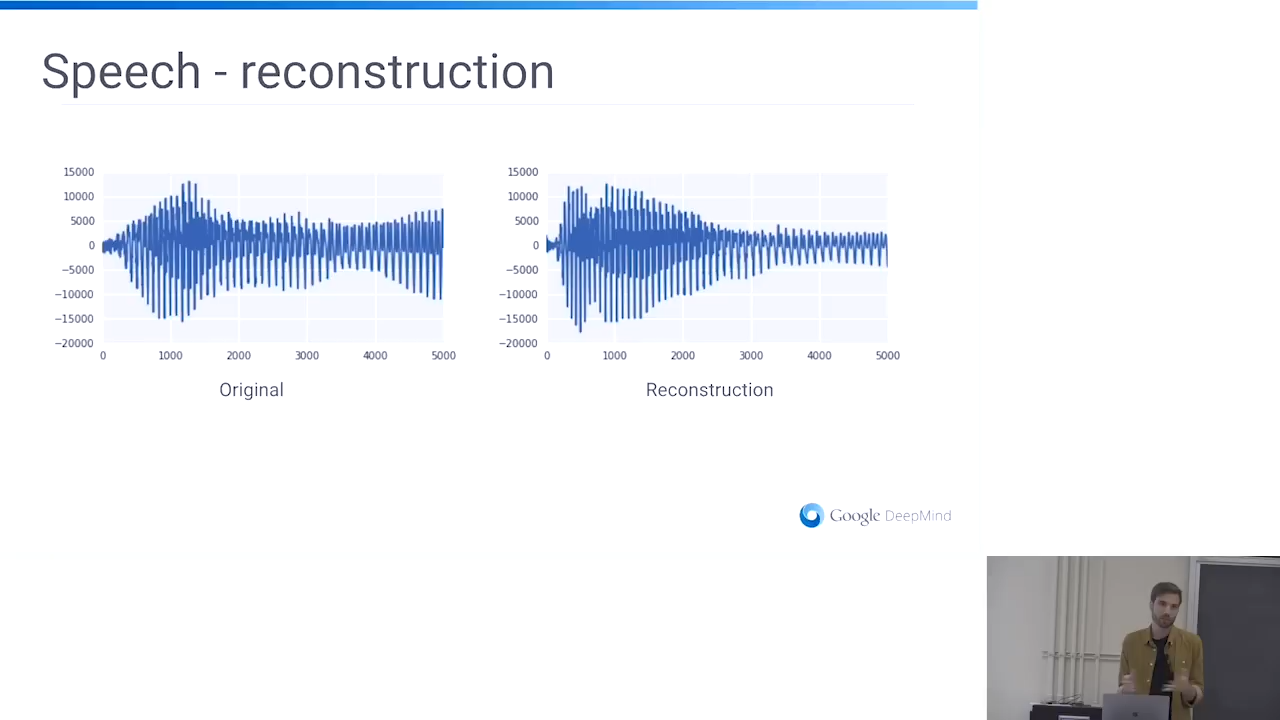 Speech - reconstruction
15000
10000
5000
0
−5000
−10000
−15000
−20000
0 1000 2000 3000 4000 5000
Original
15000
10000
5000
0
−5000
−10000
−15000
−20000
0 1000 2000 3000 4000 5000
Reconstruction
Google DeepMind